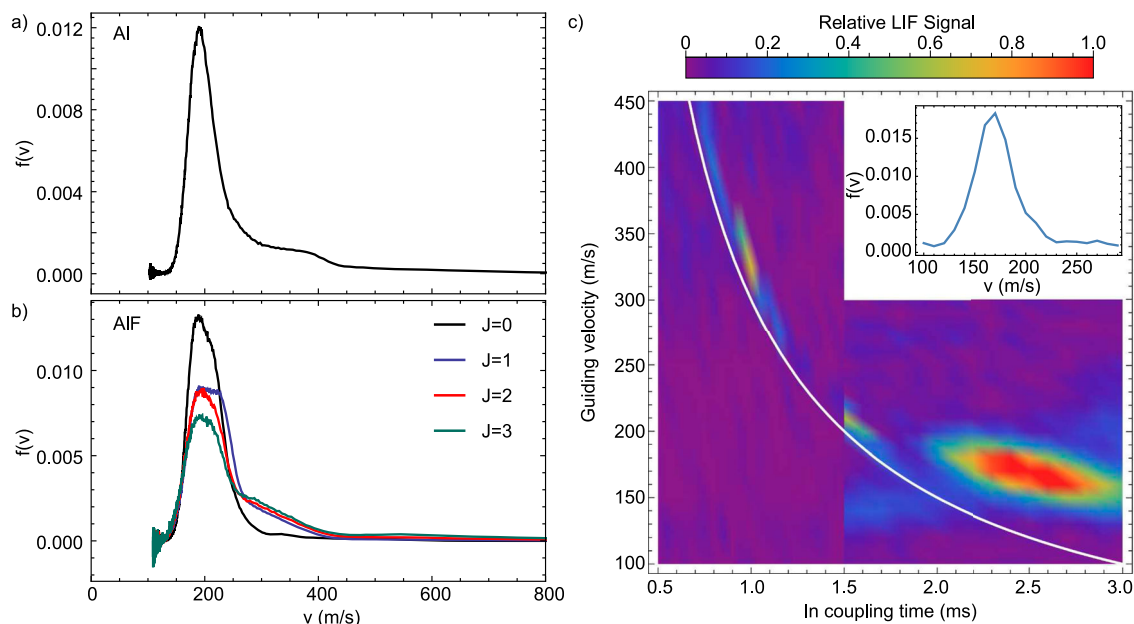 a)
Al
f(v)
0.012
0.008
0.004
0.000
b)
AlF
J=0
J=1
J=2
J=3
f(v)
0.010
0.005
0.000
0 200 400 600 800
v (m/s)
c)
Relative LIF Signal
0 0.2 0.4 0.6 0.8 1.0
Guiding velocity (m/s)
450
400
350
300
250
200
150
100
0.5 1.0 1.5 2.0 2.5 3.0
In coupling time (ms)
f(v)
0.015
0.010
0.005
0.000
100 150 200 250
v (m/s)